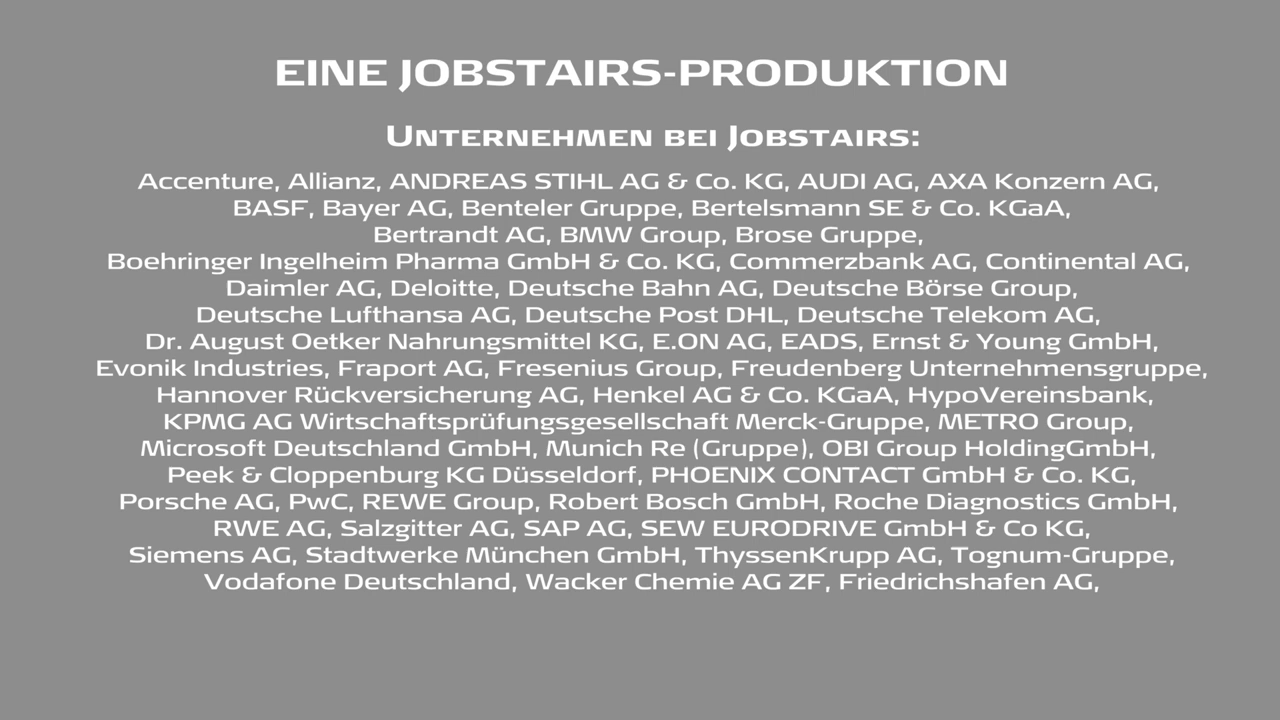 EINE JOBSTAIRS-PRODUKTION
UNTERNEHMEN BEI JOBSTAIRS:
Accenture, Allianz, ANDREAS STIHL AG & Co. KG, AUDI AG, AXA Konzern AG,
BASF, Bayer AG, Benteler Gruppe, Bertelsmann SE & Co. KGaA,
Bertrandt AG, BMW Group, Brose Gruppe,
Boehringer Ingelheim Pharma GmbH & Co. KG, Commerzbank AG, Continental AG,
Daimler AG, Deloitte, Deutsche Bahn AG, Deutsche Börse Group,
Deutsche Lufthansa AG, Deutsche Post DHL, Deutsche Telekom AG,
Dr. August Oetker Nahrungsmittel KG, E.ON AG, EADS, Ernst & Young GmbH,
Evonik Industries, Fraport AG, Fresenius Group, Freudenberg Unternehmensgruppe,
Hannover Rückversicherung AG, Henkel AG & Co. KGaA, HypoVereinsbank,
KPMG AG Wirtschaftsprüfungsgesellschaft Merck-Gruppe, METRO Group,
Microsoft Deutschland GmbH, Munich Re (Gruppe), OBI Group HoldingGmbH,
Peek & Cloppenburg KG Düsseldorf, PHOENIX CONTACT GmbH & Co. KG,
Porsche AG, PwC, REWE Group, Robert Bosch GmbH, Roche Diagnostics GmbH,
RWE AG, Salzgitter AG, SAP AG, SEW EURODRIVE GmbH & Co KG,
Siemens AG, Stadtwerke München GmbH, ThyssenKrupp AG, Tognum-Gruppe,
Vodafone Deutschland, Wacker Chemie AG ZF, Friedrichshafen AG,